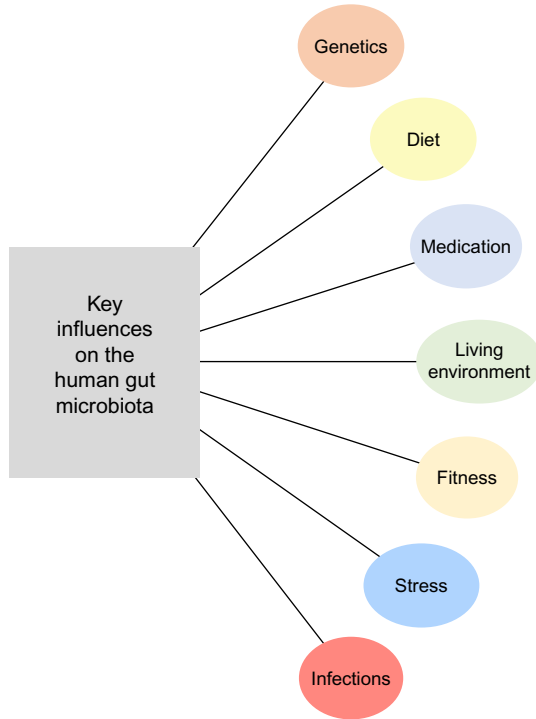 Genetics
Diet
Medication
Key
influences
on the
human gut
microbiota
Living
environment
Fitness
Stress
Infections